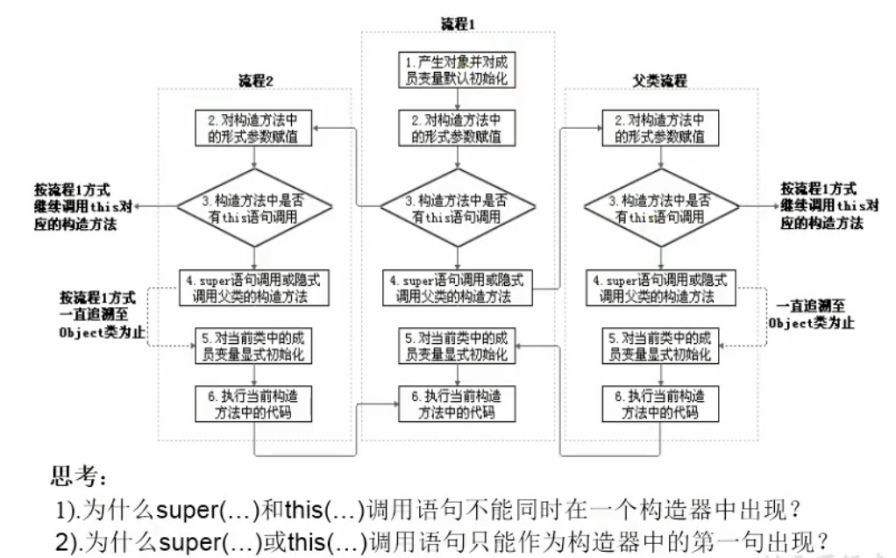 流程1
1.产生对象并对成
员变量默认初始化
流程2
2.对构造方法中
的形式参数赋值
3.构造方法中是否
有this语句调用
按流程1方式
继续调用this对
应的构造方法
4.super语句调用或隐式
调用父类的构造方法
按流程1方式
一直追溯至
Object类为止
5.对当前类中的成
员变量显式初始化
6.执行当前构造
方法中的代码
2.对构造方法中
的形式参数赋值
3.构造方法中是否
有this语句调用
4.super语句调用或隐式
调用父类的构造方法
5.对当前类中的成
员变量显式初始化
6.执行当前构造
方法中的代码
父类流程
2.对构造方法中
的形式参数赋值
3.构造方法中是否
有this语句调用
按流程1方式
继续调用this对
应的构造方法
4.super语句调用或隐式
调用父类的构造方法
一直追溯至
Object类为止
5.对当前类中的成
员变量显式初始化
6.执行当前构造
方法中的代码
思考：
1).为什么super(…)和this(…)调用语句不能同时在一个构造器中出现？
2).为什么super(…)或this(…)调用语句只能作为构造器中的第一句出现？